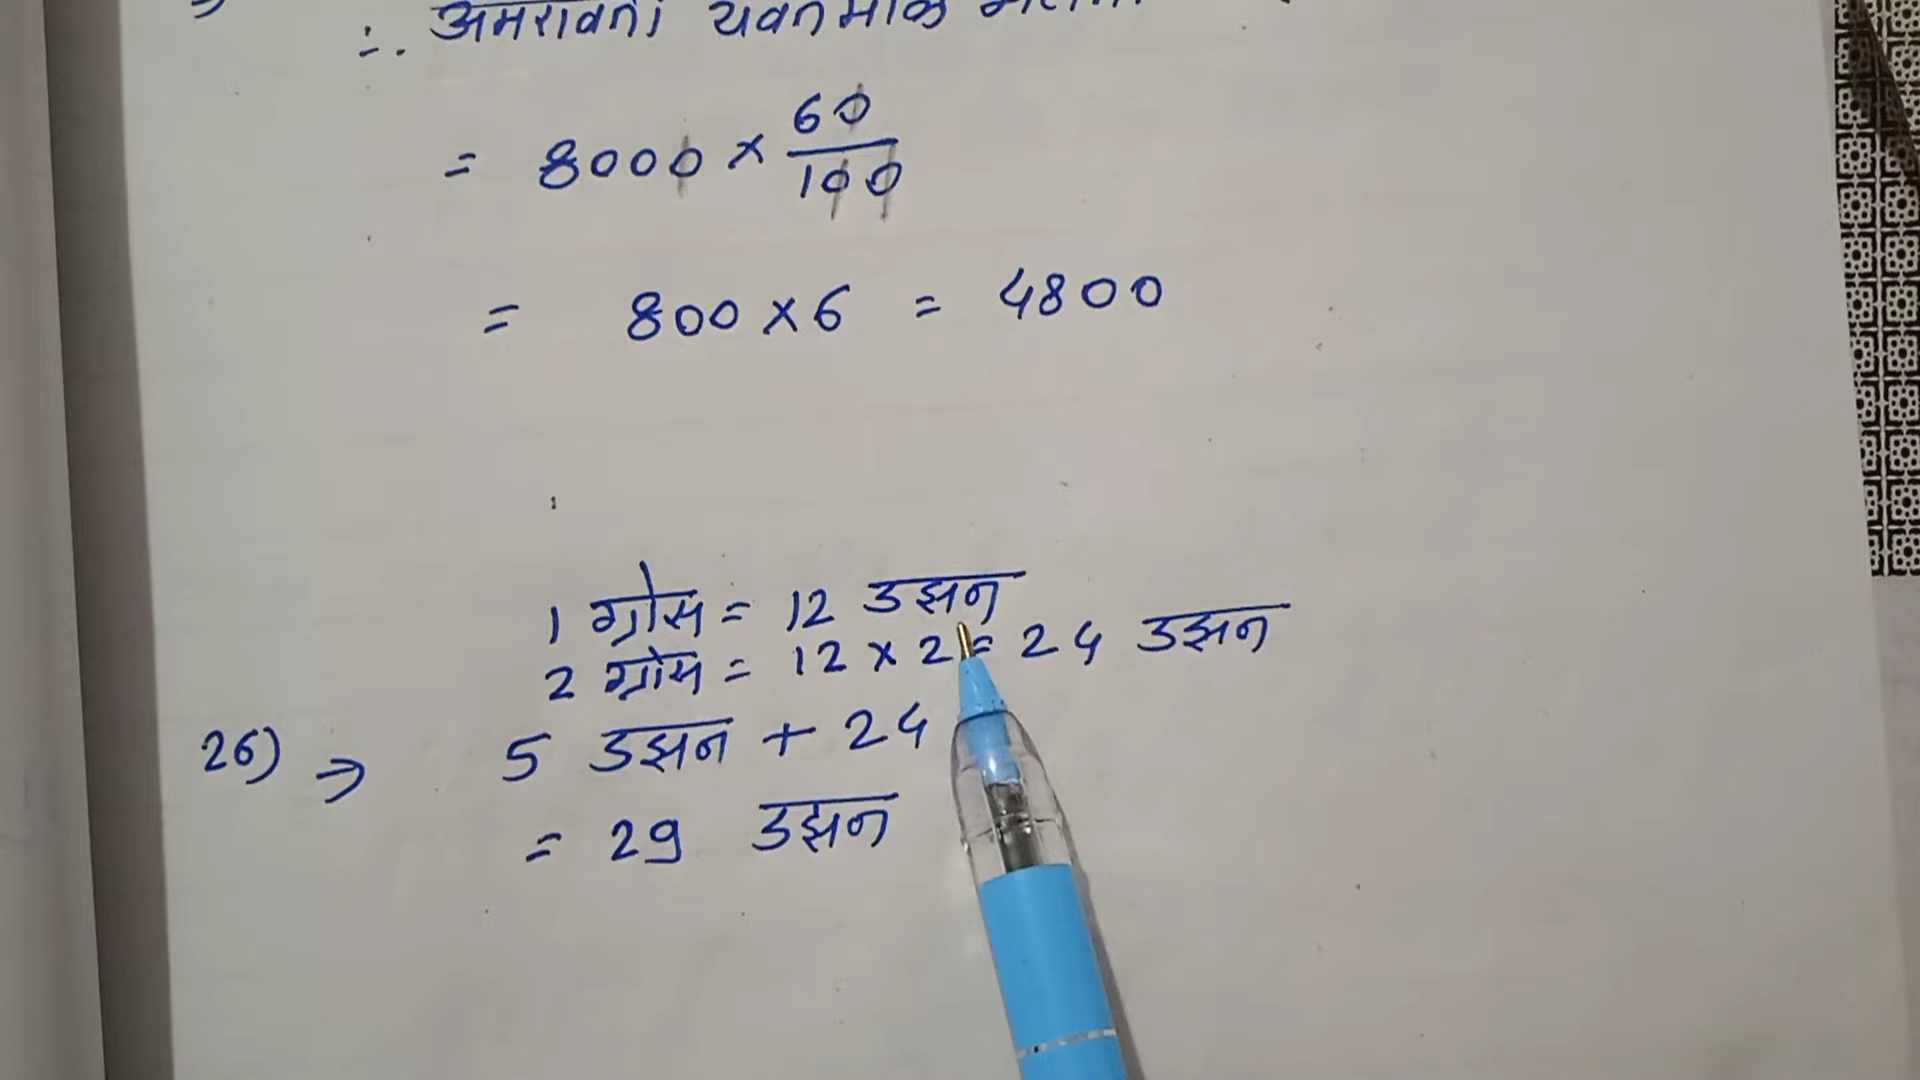 ∴ अमरावती यवतमाळ
= 8000 × 60/100
= 800 × 6 = 4800
1 ग्रोस = 12 डझन
2 ग्रोस = 12 × 2 = 24 डझन
26) ⇒ 5 डझन + 24
= 29 डझन